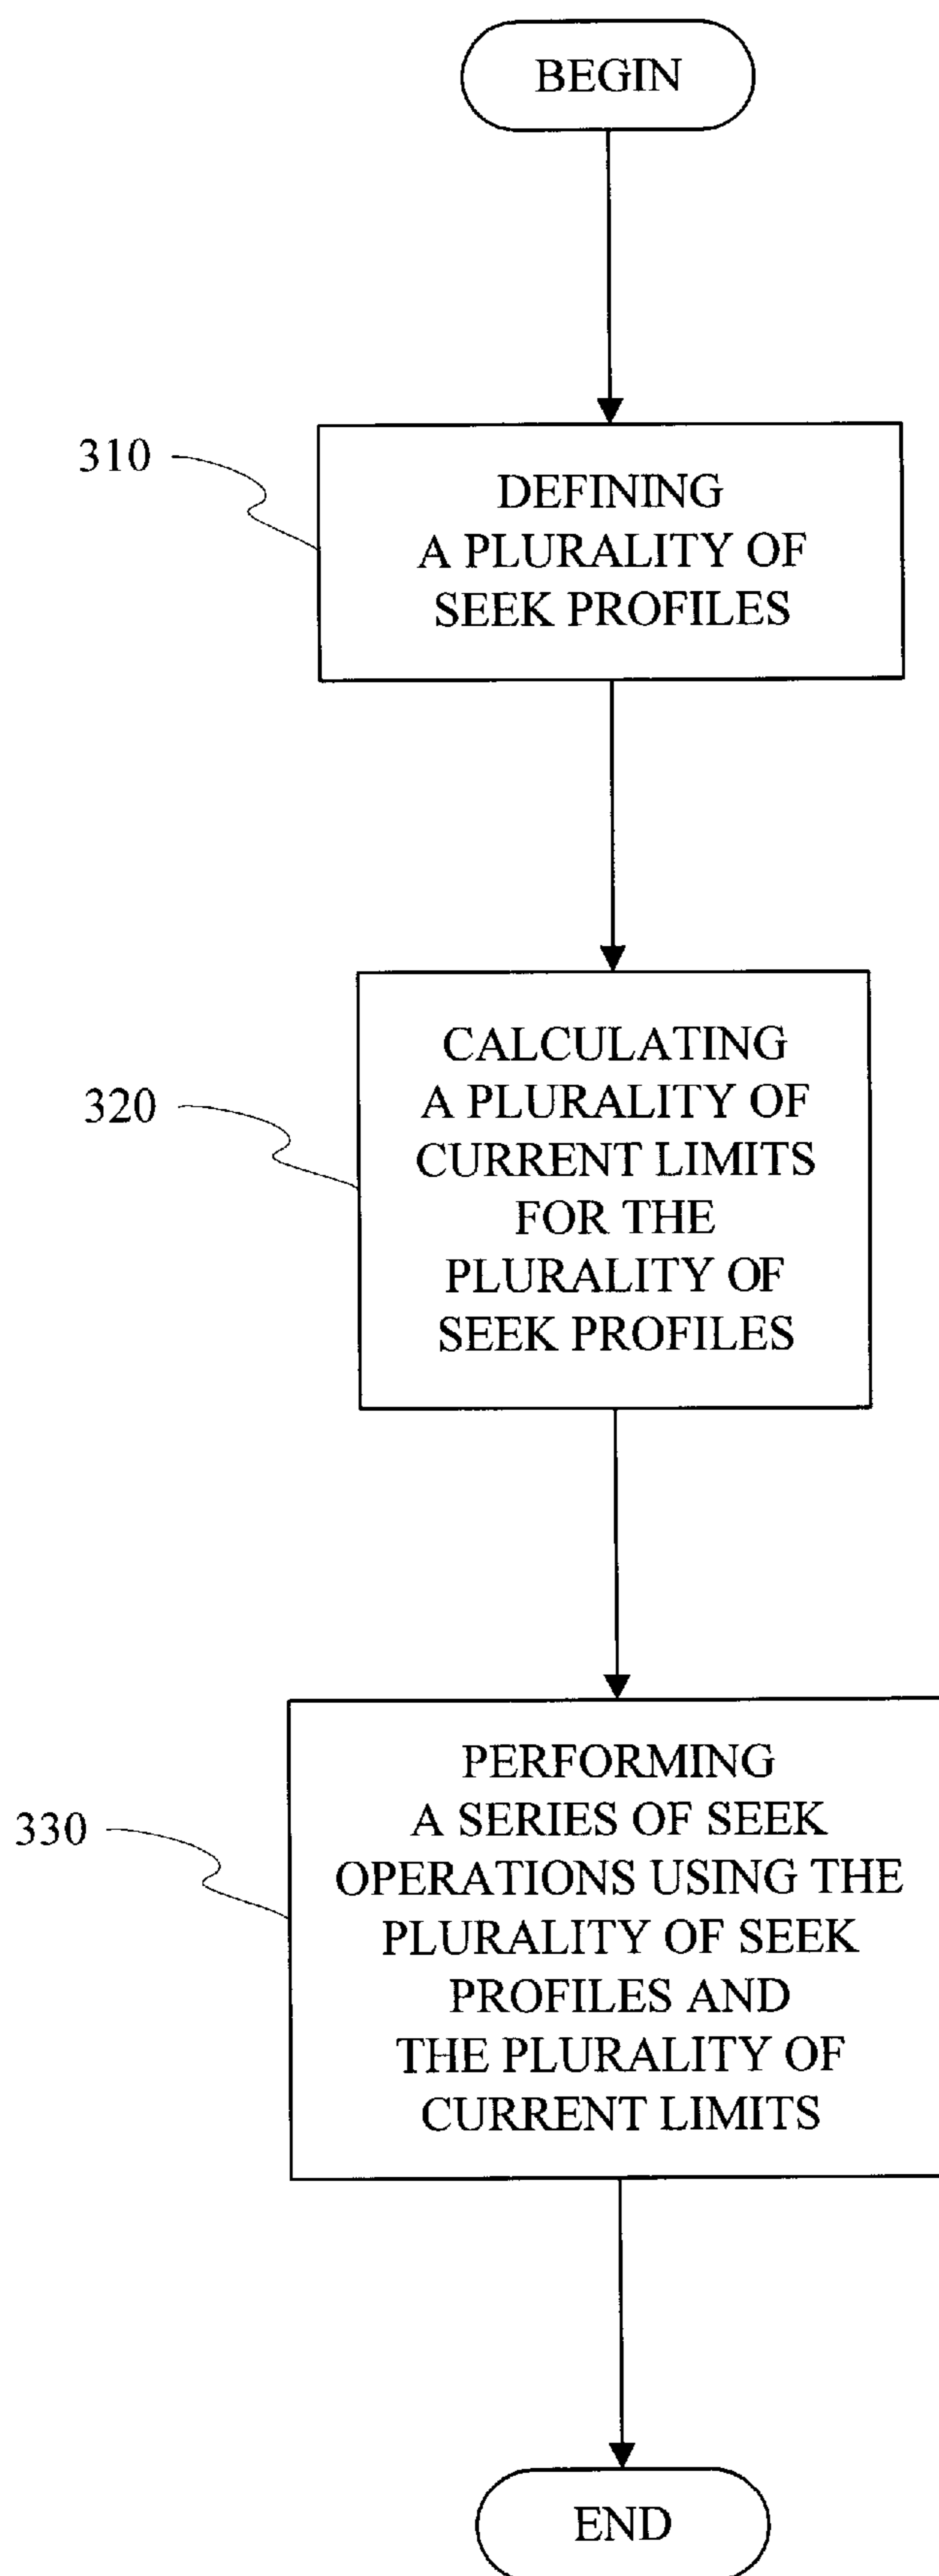 BEGIN
310
DEFINING
A PLURALITY OF
SEEK PROFILES
320
CALCULATING
A PLURALITY OF
CURRENT LIMITS
FOR THE
PLURALITY OF
SEEK PROFILES
330
PERFORMING
A SERIES OF SEEK
OPERATIONS USING THE
PLURALITY OF SEEK
PROFILES AND
THE PLURALITY OF
CURRENT LIMITS
END